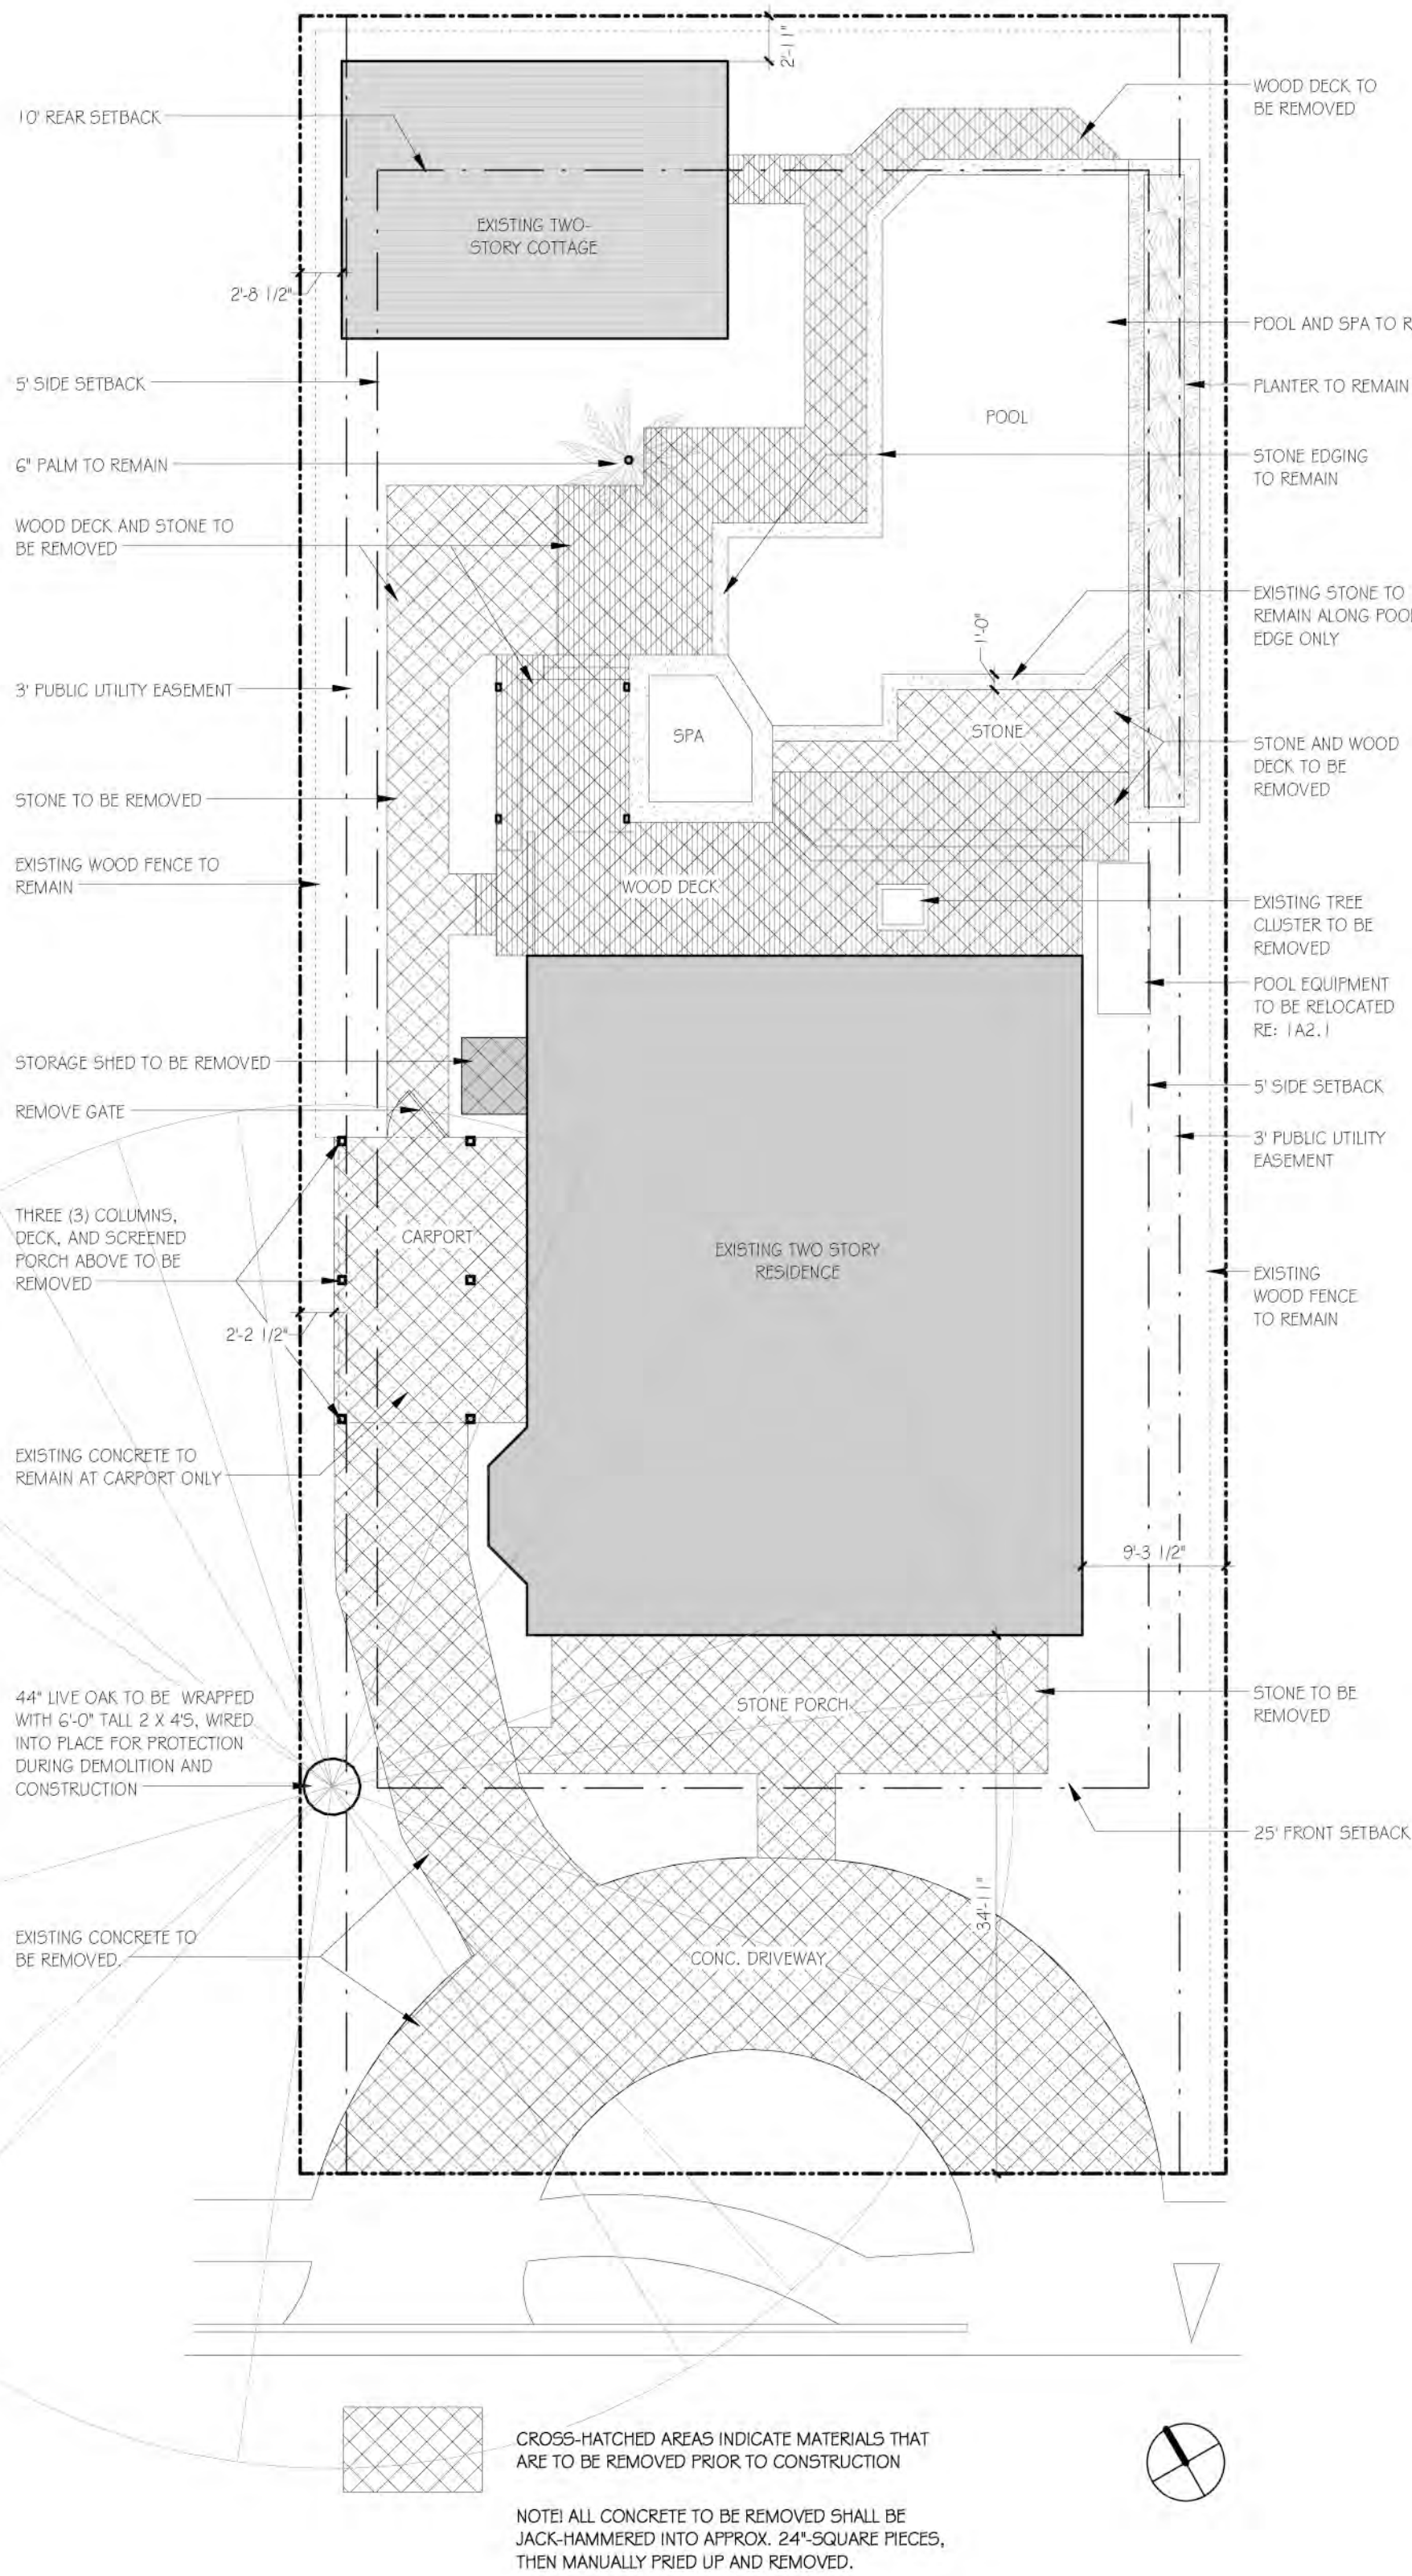 2'-11"
WOOD DECK TO
BE REMOVED
10' REAR SETBACK
EXISTING TWO-
STORY COTTAGE
2'-8 1/2"
POOL AND SPA TO R
5' SIDE SETBACK
PLANTER TO REMAIN
POOL
6" PALM TO REMAIN
STONE EDGING
TO REMAIN
WOOD DECK AND STONE TO
BE REMOVED
EXISTING STONE TO
REMAIN ALONG POOL
EDGE ONLY
1'-0"
3' PUBLIC UTILITY EASEMENT
SPA
STONE
STONE AND WOOD
DECK TO BE
REMOVED
STONE TO BE REMOVED
EXISTING WOOD FENCE TO
REMAIN
WOOD DECK
EXISTING TREE
CLUSTER TO BE
REMOVED
POOL EQUIPMENT
TO BE RELOCATED
RE: 1A2.1
STORAGE SHED TO BE REMOVED
5' SIDE SETBACK
REMOVE GATE
3' PUBLIC UTILITY
EASEMENT
THREE (3) COLUMNS,
DECK, AND SCREENED
PORCH ABOVE TO BE
REMOVED
CARPORT
EXISTING TWO STORY
RESIDENCE
EXISTING
WOOD FENCE
TO REMAIN
2'-2 1/2"
EXISTING CONCRETE TO
REMAIN AT CARPORT ONLY
9'-3 1/2"
44" LIVE OAK TO BE WRAPPED
WITH 6'-0" TALL 2 X 4'S, WIRED
INTO PLACE FOR PROTECTION
DURING DEMOLITION AND
CONSTRUCTION
STONE PORCH
STONE TO BE
REMOVED
25' FRONT SETBACK
34'-11"
EXISTING CONCRETE TO
BE REMOVED.
CONC. DRIVEWAY
CROSS-HATCHED AREAS INDICATE MATERIALS THAT
ARE TO BE REMOVED PRIOR TO CONSTRUCTION
NOTE! ALL CONCRETE TO BE REMOVED SHALL BE
JACK-HAMMERED INTO APPROX. 24"-SQUARE PIECES,
THEN MANUALLY PRIED UP AND REMOVED.